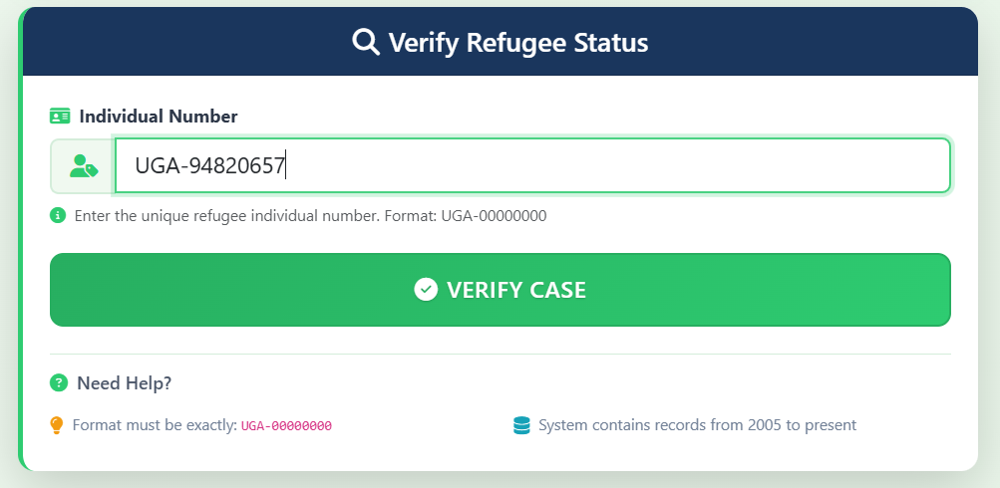 Verify Refugee Status
Individual Number
UGA-94820657
Enter the unique refugee individual number. Format: UGA-00000000
VERIFY CASE
Need Help?
Format must be exactly: UGA-00000000
System contains records from 2005 to present